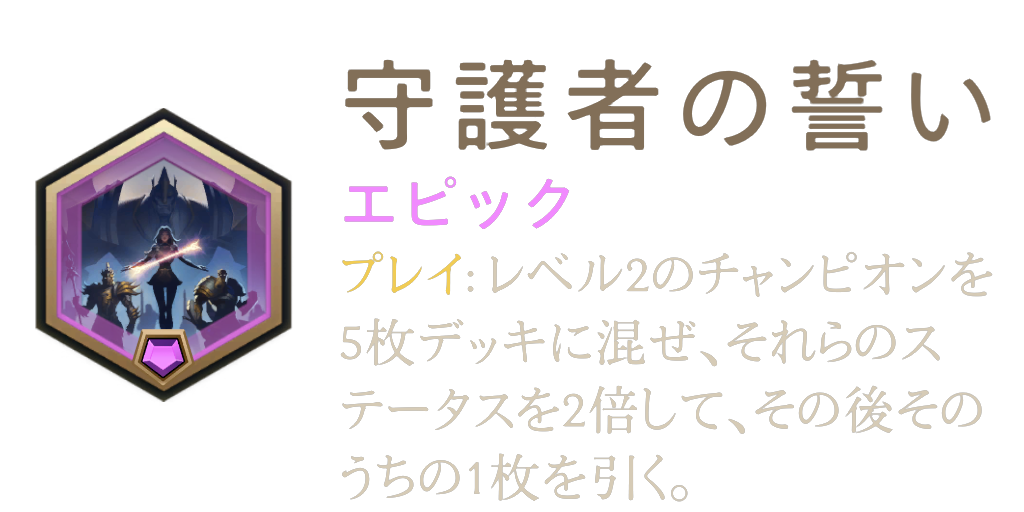 守護者の誓い
エピック
プレイ: レベル2のチャンピオンを
5枚デッキに混ぜ、それらのス
テータスを2倍して、その後その
うちの1枚を引く。